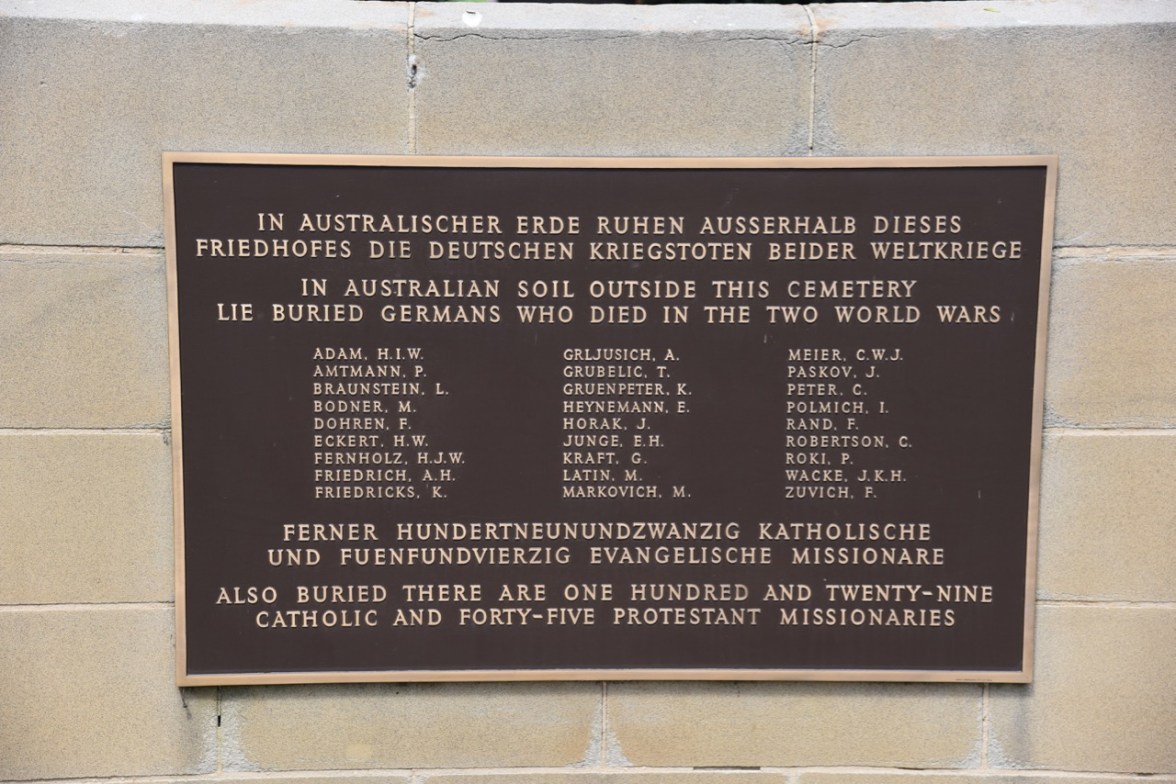 IN AUSTRALISCHER ERDE RUHEN AUSSERHALB DIESES
FRIEDHOFES DIE DEUTSCHEN KRIEGSTOTEN BEIDER WELTKRIEGE
IN AUSTRALIAN SOIL OUTSIDE THIS CEMETERY
LIE BURIED GERMANS WHO DIED IN THE TWO WORLD WARS
ADAM, H.I.W.
AMTMANN, P.
BRAUNSTEIN, L.
BODNER, M.
DOHREN, F.
ECKERT, H.W.
FERNHOLZ, H.J.W.
FRIEDRICH, A.H.
FRIEDRICKS, K.
GRLJUSICH, A.
GRUBELIC, T.
GRUENPETER, K.
HEYNEMANN, E.
HORAK, J.
JUNGE, E.H.
KRAFT, G.
LATIN, M.
MARKOVICH, M.
MEIER, C.W.J.
PASKOV, J.
PETER, C.
POLMICH, I.
RAND, F.
ROBERTSON, C.
ROKI, P.
WACKE, J.K.H.
ZUVICH, F.
FERNER HUNDERTNEUNUNDZWANZIG KATHOLISCHE
UND FUENFUNDVIERZIG EVANGELISCHE MISSIONARE
ALSO BURIED THERE ARE ONE HUNDRED AND TWENTY-NINE
CATHOLIC AND FORTY-FIVE PROTESTANT MISSIONARIES